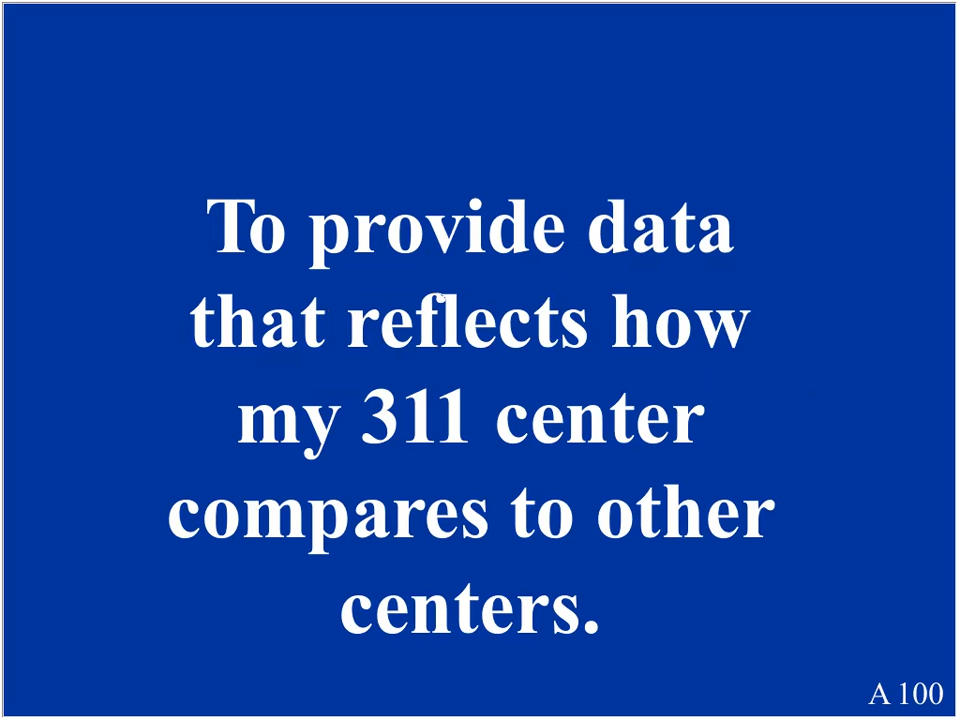 To provide data
that reflects how
my 311 center
compares to other
centers.
A 100